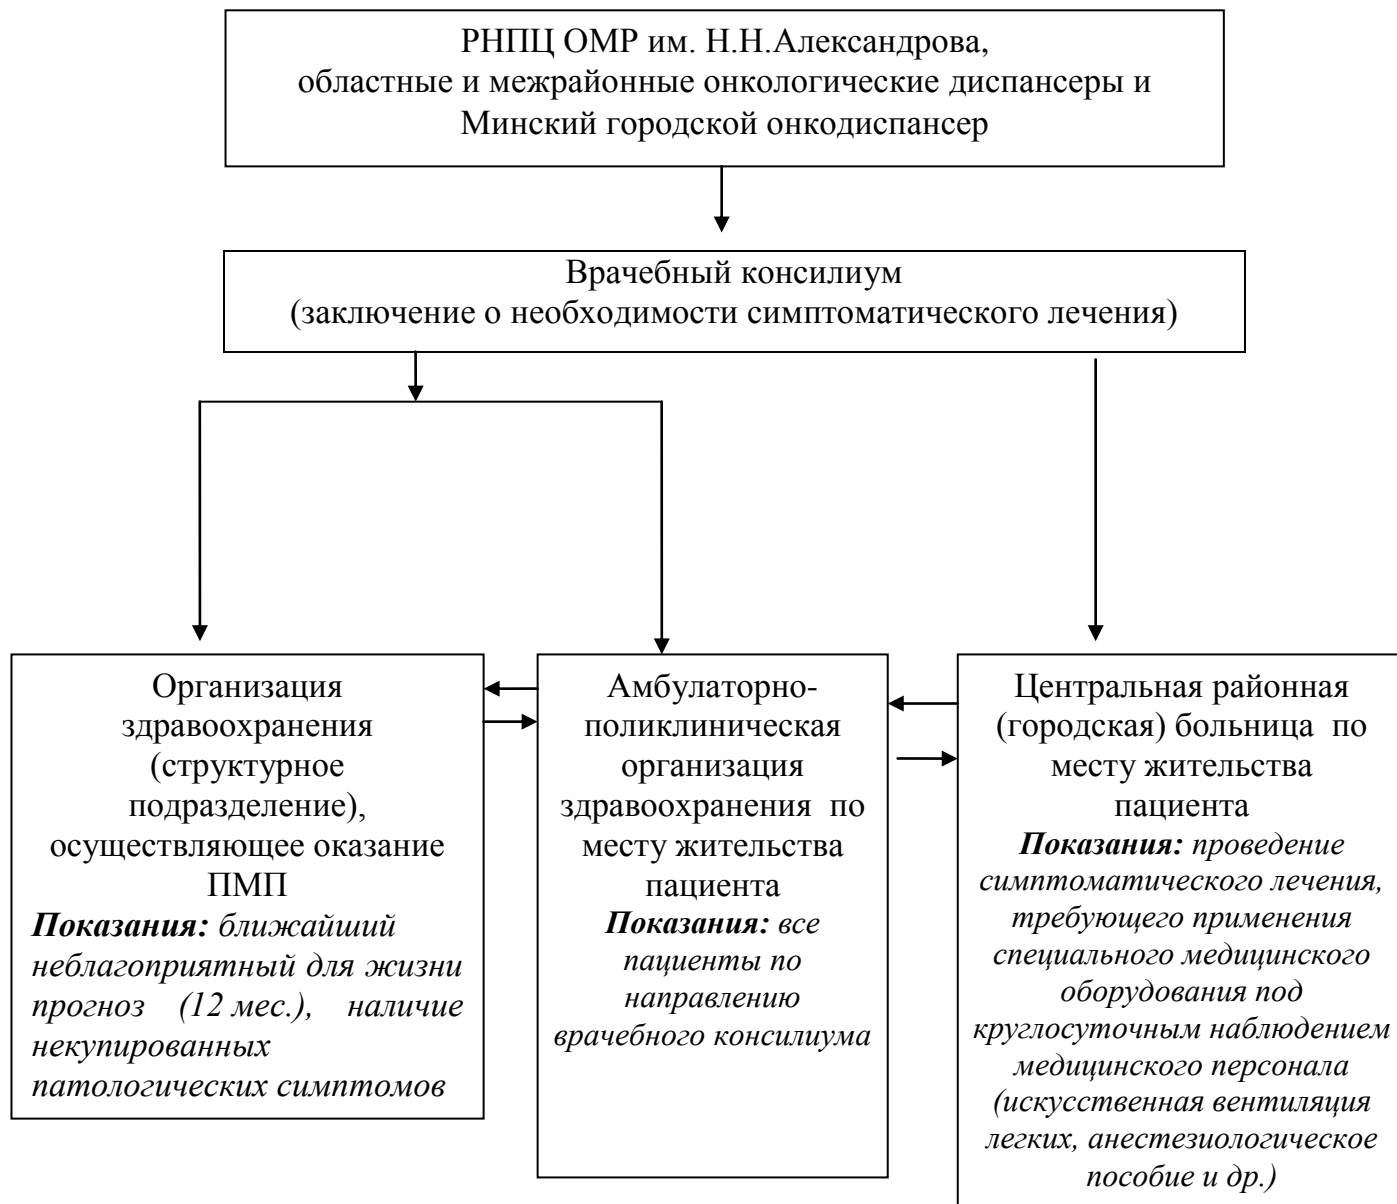 РНПЦ ОМР им. Н.Н.Александрова,
областные и межрайонные онкологические диспансеры и
Минский городской онкодиспансер
Врачебный консилиум
(заключение о необходимости симптоматического лечения)
Организация
здравоохранения
(структурное
подразделение),
осуществляющее оказание
ПМП
Показания: ближайший
неблагоприятный для жизни
прогноз (12 мес.), наличие
некупированных
патологических симптомов
Амбулаторно-
поликлиническая
организация
здравоохранения по
месту жительства
пациента
Показания: все
пациенты по
направлению
врачебного консилиума
Центральная районная
(городская) больница по
месту жительства
пациента
Показания: проведение
симптоматического лечения,
требующего применения
специального медицинского
оборудования под
круглосуточным наблюдением
медицинского персонала
(искусственная вентиляция
легких, анестезиологическое
пособие и др.)